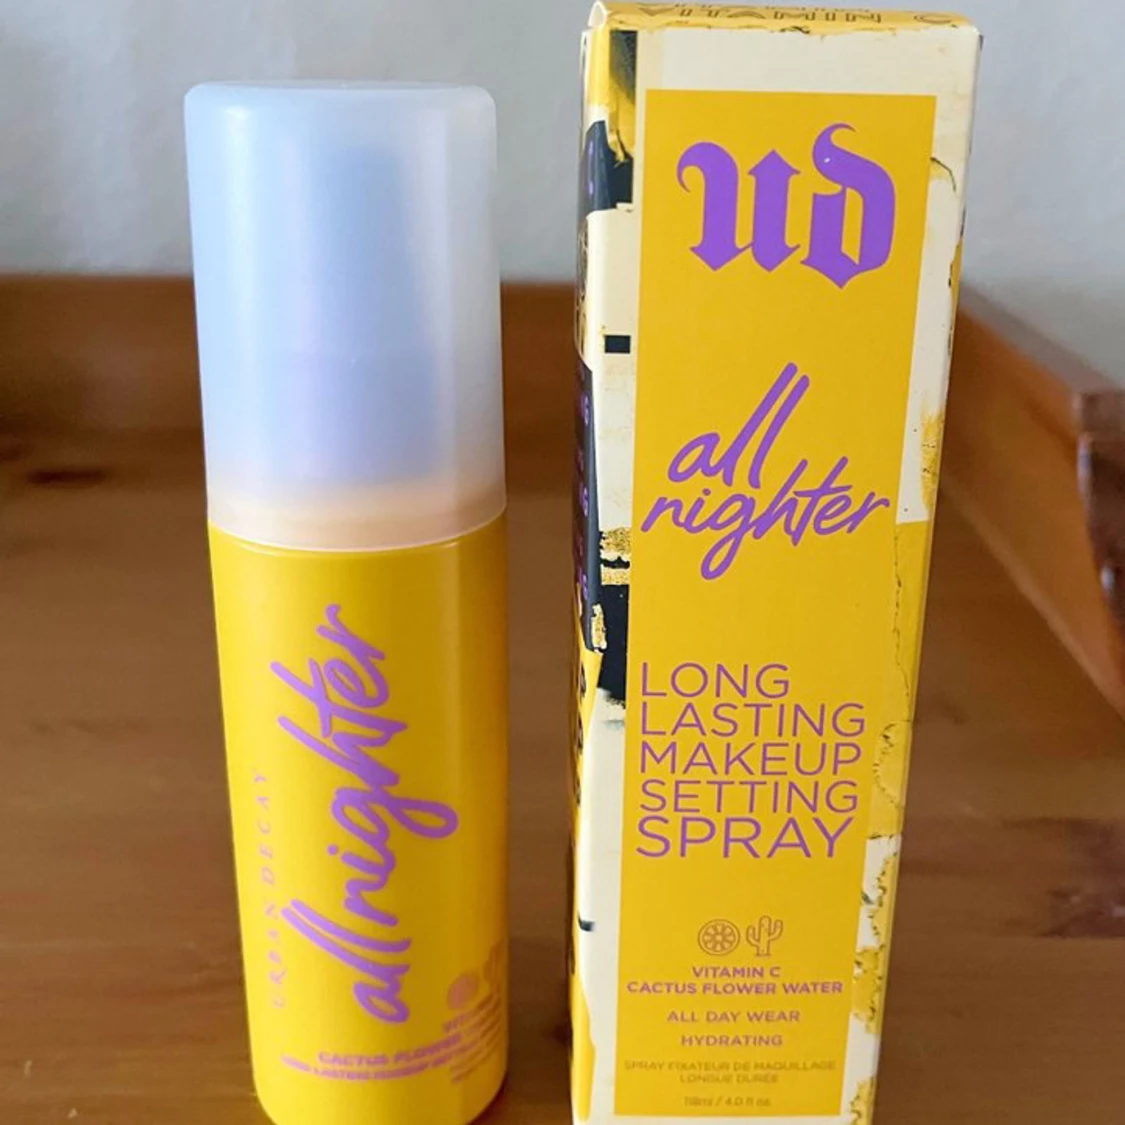 URBAN DECAY
all nighter
CACTUS FLOWER
VITAMIN C
ud
all
nighter
LONG
LASTING
MAKEUP
SETTING
SPRAY
VITAMIN C
CACTUS FLOWER WATER
ALL DAY WEAR
HYDRATING
SPRAY FIXATEUR DE MAQUILLAGE
LONGUE DURÉE
118ml / 4.0 fl oz.